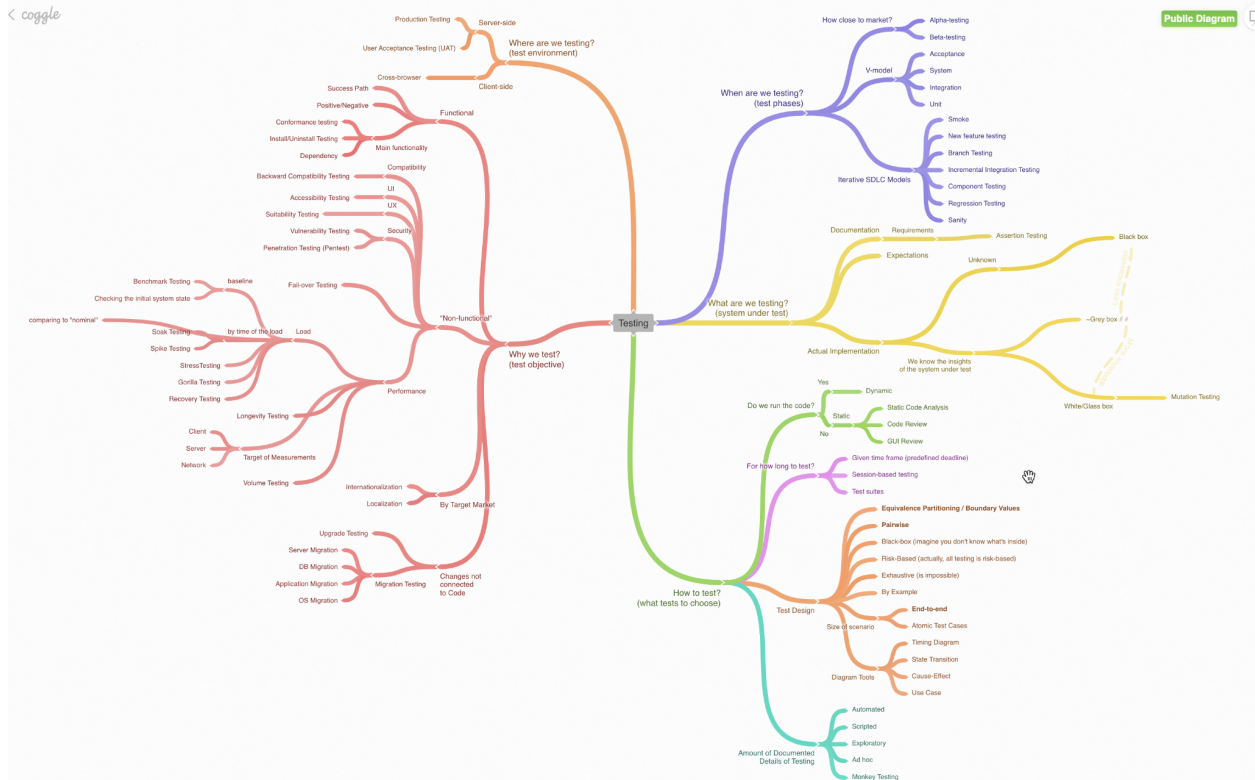 coggle
Public Diagram
Testing
Where are we testing?
(test environment)
Server-side
Production Testing
User Acceptance Testing (UAT)
Client-side
Cross-browser
Why we test?
(test objective)
Functional
Success Path
Positive/Negative
Main functionality
Conformance testing
Install/Uninstall Testing
Dependency
"Non-functional"
Compatibility
Backward Compatibility Testing
UI
Accessibility Testing
UX
Suitability Testing
Security
Vulnerability Testing
Penetration Testing (Pentest)
Fail-over Testing
Performance
Load
baseline
Benchmark Testing
Checking the initial system state
comparing to "nominal"
by time of the load
Soak Testing
Spike Testing
StressTesting
Gorilla Testing
Recovery Testing
Longevity Testing
Target of Measurements
Client
Server
Network
Volume Testing
By Target Market
Internationalization
Localization
Changes not
connected
to Code
Upgrade Testing
Migration Testing
Server Migration
DB Migration
Application Migration
OS Migration
When are we testing?
(test phases)
How close to market?
Alpha-testing
Beta-testing
V-model
Acceptance
System
Integration
Unit
Iterative SDLC Models
Smoke
New feature testing
Branch Testing
Incremental Integration Testing
Component Testing
Regression Testing
Sanity
What are we testing?
(system under test)
Documentation
Requirements
Assertion Testing
Expectations
Actual Implementation
Unknown
Black box
We know the insights
of the system under test
~Grey box
White/Glass box
Mutation Testing
How to test?
(what tests to choose)
Do we run the code?
Yes
Dynamic
No
Static
Static Code Analysis
Code Review
GUI Review
For how long to test?
Given time frame (predefined deadline)
Session-based testing
Test suites
Test Design
Equivalence Partitioning / Boundary Values
Pairwise
Black-box (imagine you don't know what's inside)
Risk-Based (actually, all testing is risk-based)
Exhaustive (is impossible)
By Example
Size of scenario
End-to-end
Atomic Test Cases
Diagram Tools
Timing Diagram
State Transition
Cause-Effect
Use Case
Amount of Documented
Details of Testing
Automated
Scripted
Exploratory
Ad hoc
Monkey Testing